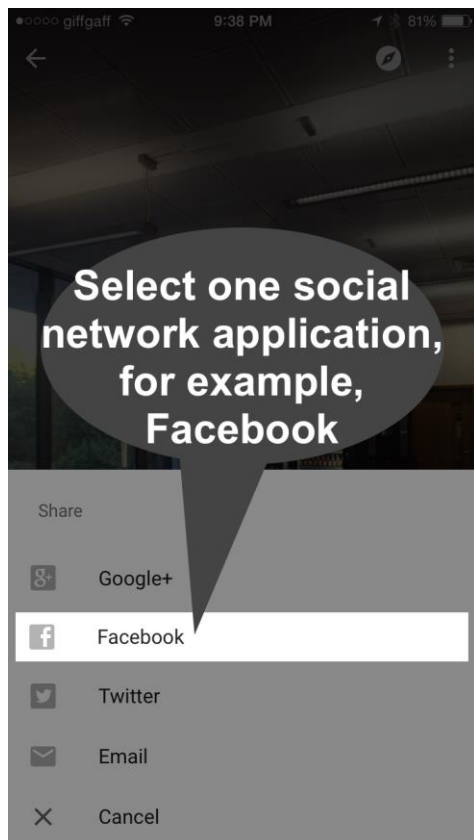 giffgaff 9:38 PM 81%
Select one social
network application,
for example,
Facebook
Share
Google+
Facebook
Twitter
Email
Cancel